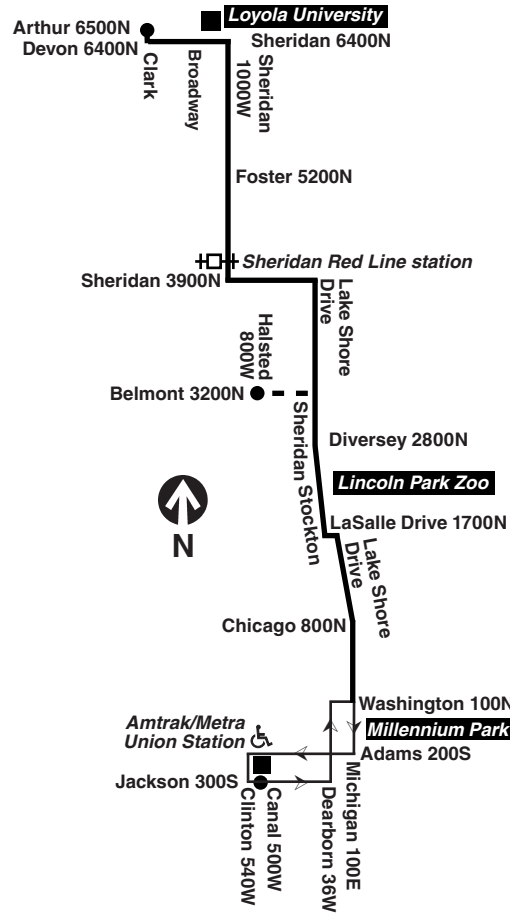 Loyola University
Arthur 6500N
Devon 6400N
Sheridan 6400N
Clark
Broadway
Sheridan
1000W
Foster 5200N
Sheridan Red Line station
Sheridan 3900N
Lake Shore
Drive
Halsted
800W
Belmont 3200N
Sheridan Stockton
Diversey 2800N
Lincoln Park Zoo
N
LaSalle Drive 1700N
Lake Shore
Drive
Chicago 800N
Washington 100N
Amtrak/Metra
Union Station
Millennium Park
Adams 200S
Jackson 300S
Clinton 540W
Canal 500W
Dearborn 36W
Michigan 100E